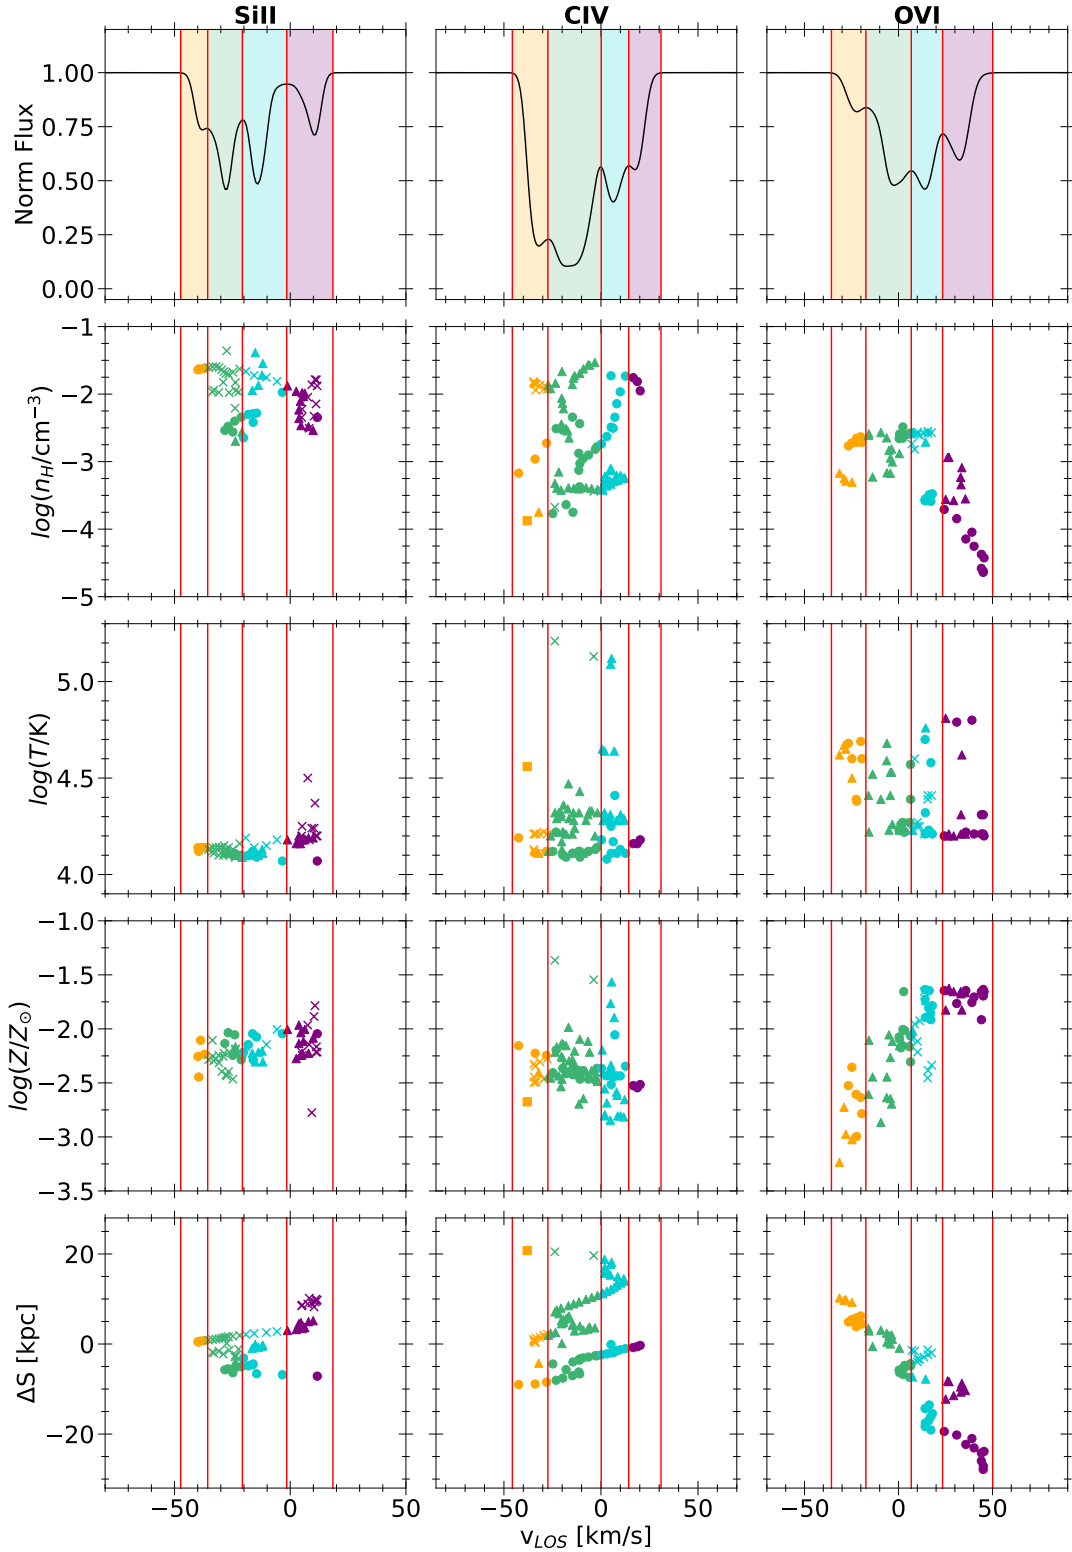 SiII CIV OVI
Norm Flux
1.00
0.75
0.50
0.25
0.00
log(n_H/cm⁻³)
−1
−2
−3
−4
−5
log(T/K)
5.0
4.5
4.0
log(Z/Z⊙)
−1.0
−1.5
−2.0
−2.5
−3.0
−3.5
ΔS [kpc]
20
0
−20
−50 0 50 −50 0 50 −50 0 50
v_LOS [km/s]